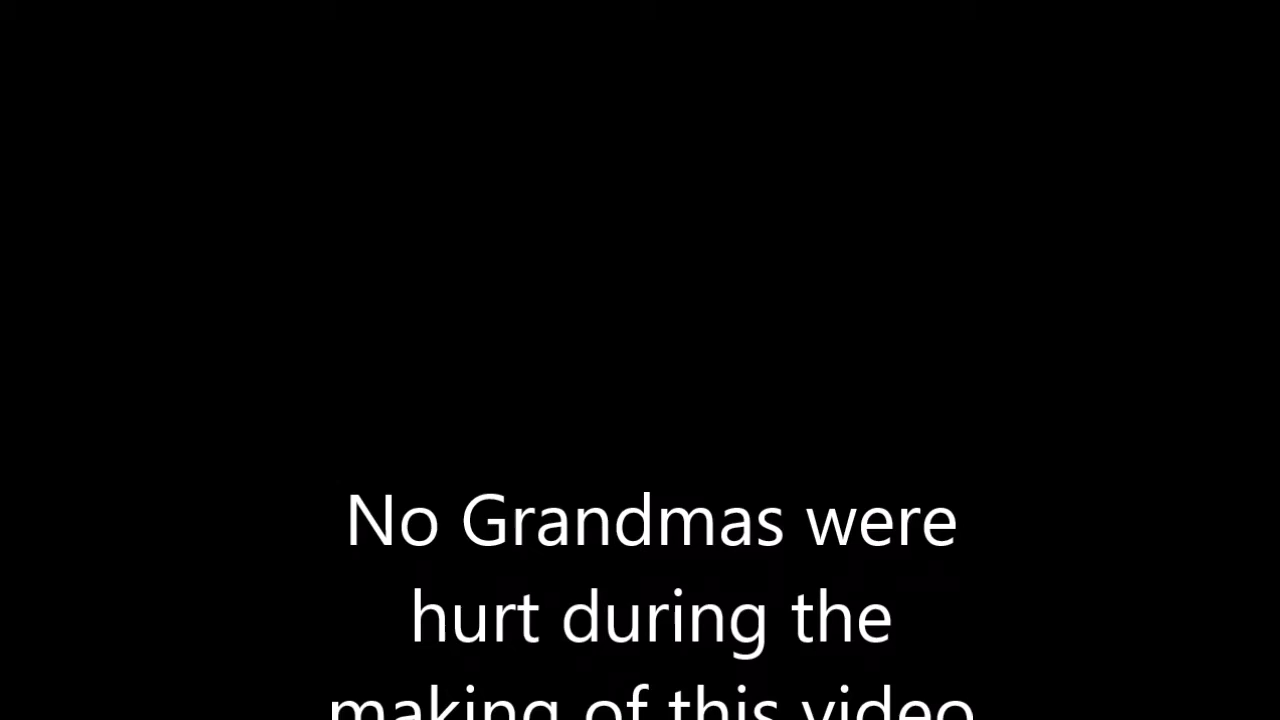 No Grandmas were
hurt during the
making of this video